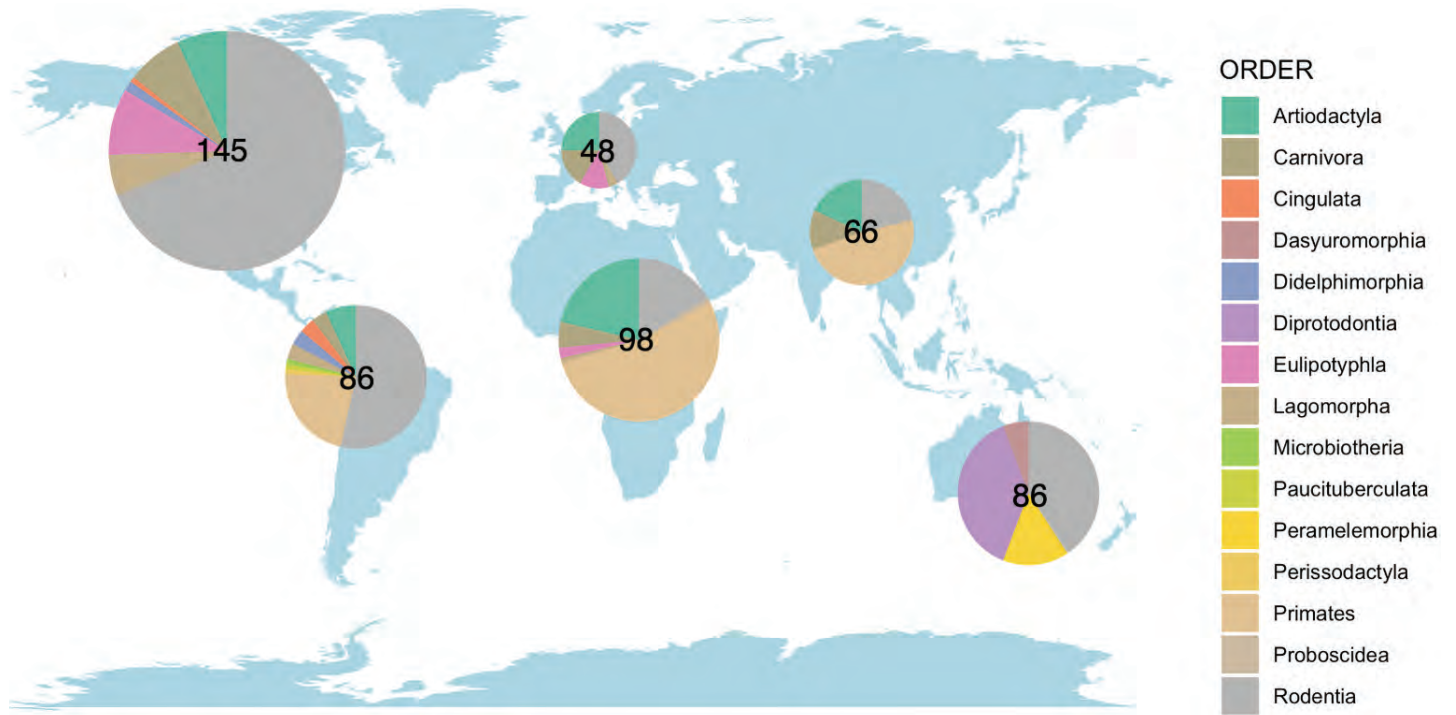 145
48
66
98
86
86
ORDER
Artiodactyla
Carnivora
Cingulata
Dasyuromorphia
Didelphimorphia
Diprotodontia
Eulipotyphla
Lagomorpha
Microbiotheria
Paucituberculata
Peramelemorphia
Perissodactyla
Primates
Proboscidea
Rodentia